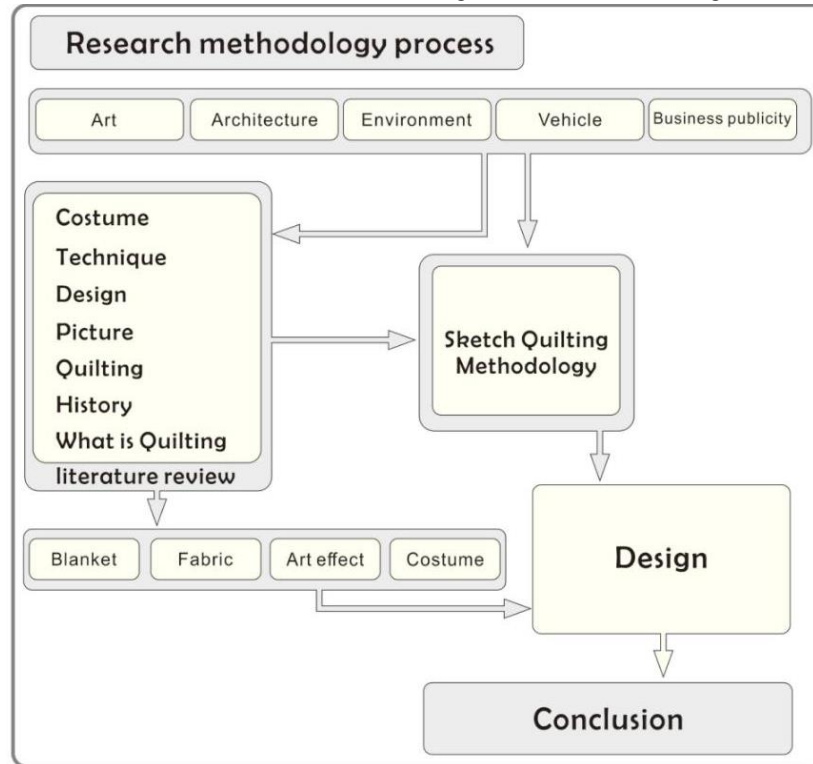 Research methodology process
Art
Architecture
Environment
Vehicle
Business publicity
Costume
Technique
Design
Picture
Quilting
History
What is Quilting
literature review
Sketch Quilting
Methodology
Blanket
Fabric
Art effect
Costume
Design
Conclusion